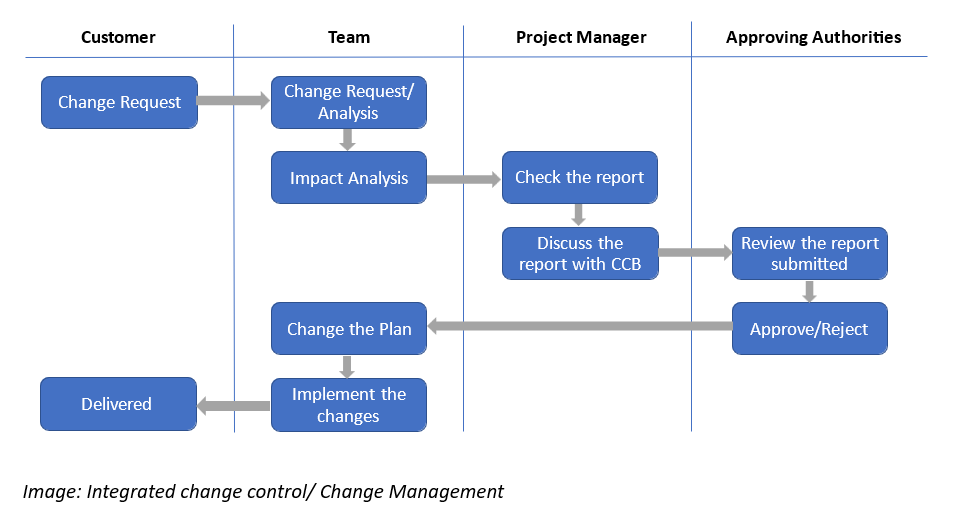 Customer
Team
Project Manager
Approving Authorities
Change Request
Change Request/
Analysis
Impact Analysis
Check the report
Discuss the
report with CCB
Review the report
submitted
Change the Plan
Approve/Reject
Delivered
Implement the
changes
Image: Integrated change control/ Change Management